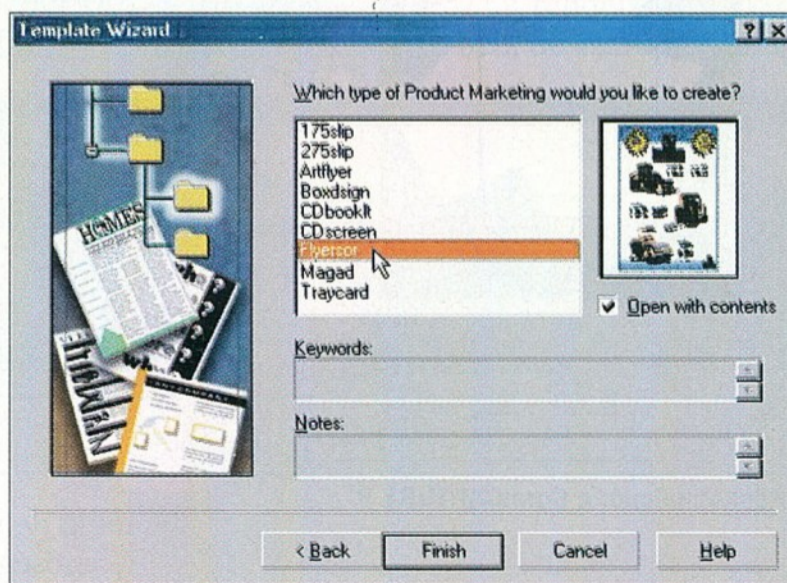 Template Wizard
Which type of Product Marketing would you like to create?
175slip
275slip
Artflyer
Boxdsign
CDbooklt
CDscreen
Flyersor
Magad
Traycard
Open with contents
Keywords:
Notes:
< Back
Finish
Cancel
Help
HOMES